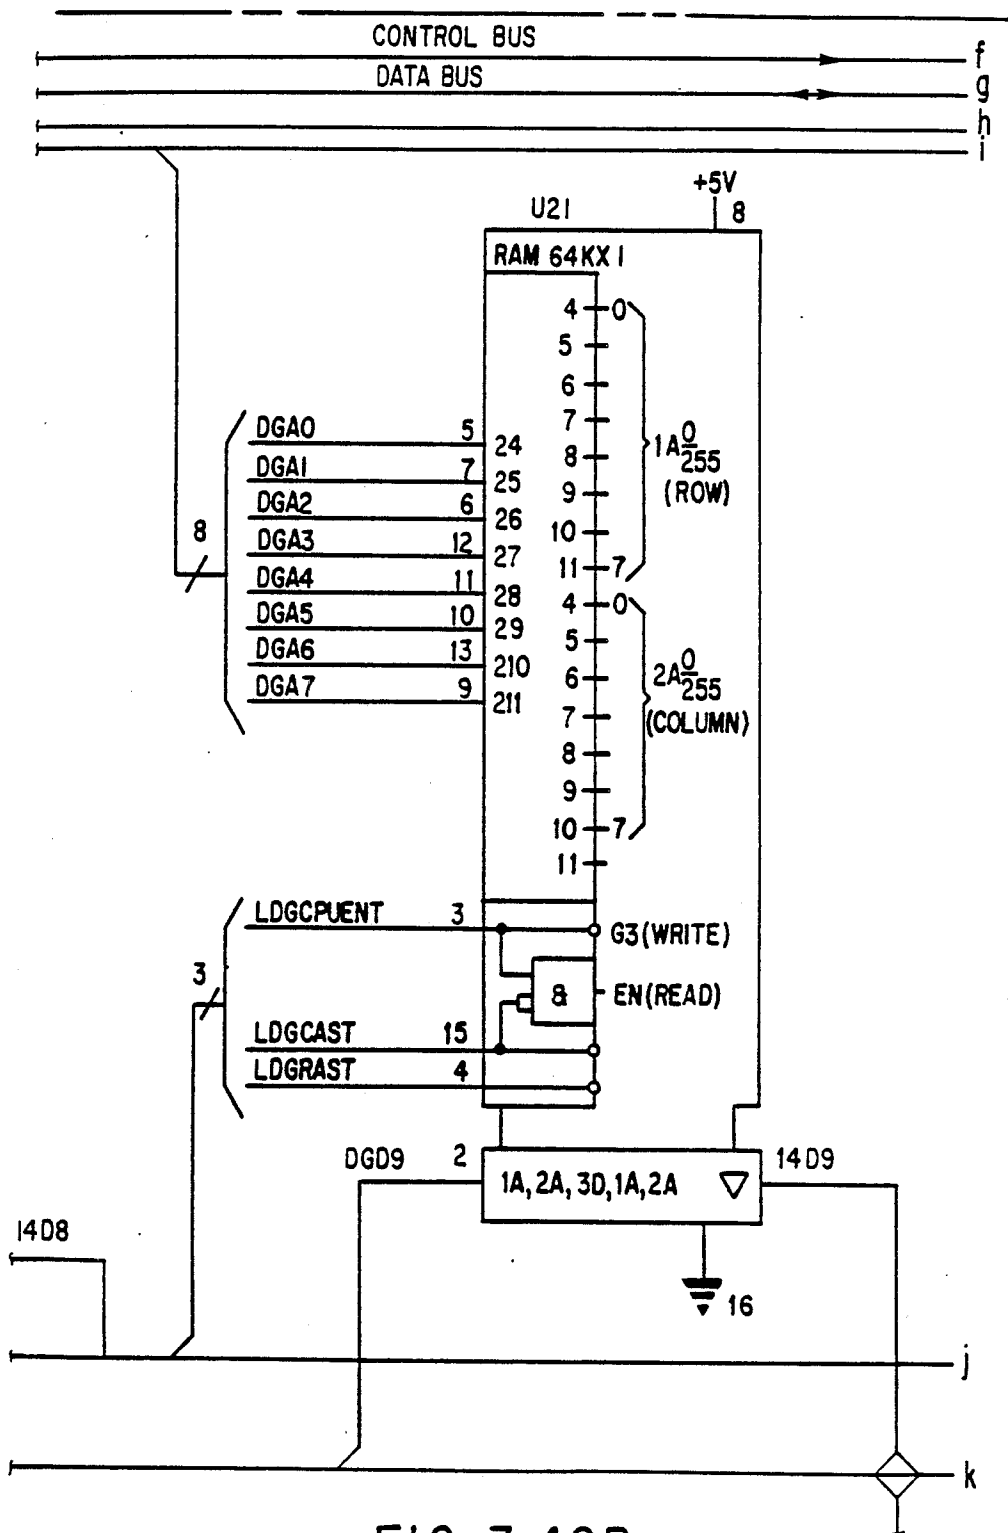 CONTROL BUS
f
DATA BUS
g
h
i
+5V
U21
8
RAM 64KX1
4 0
5
6
7
8
9
10
11 7
1A 0/255
(ROW)
4 0
5
6
7
8
9
10 7
11
2A 0/255
(COLUMN)
8
DGA0 5 24
DGA1 7 25
DGA2 6 26
DGA3 12 27
DGA4 11 28
DGA5 10 29
DGA6 13 210
DGA7 9 211
3
LDGCPUENT 3 G3(WRITE)
& EN(READ)
LDGCAST 15
LDGRAST 4
DGD9 2 14D9
1A, 2A, 3D, 1A, 2A
14D8
16
j
k